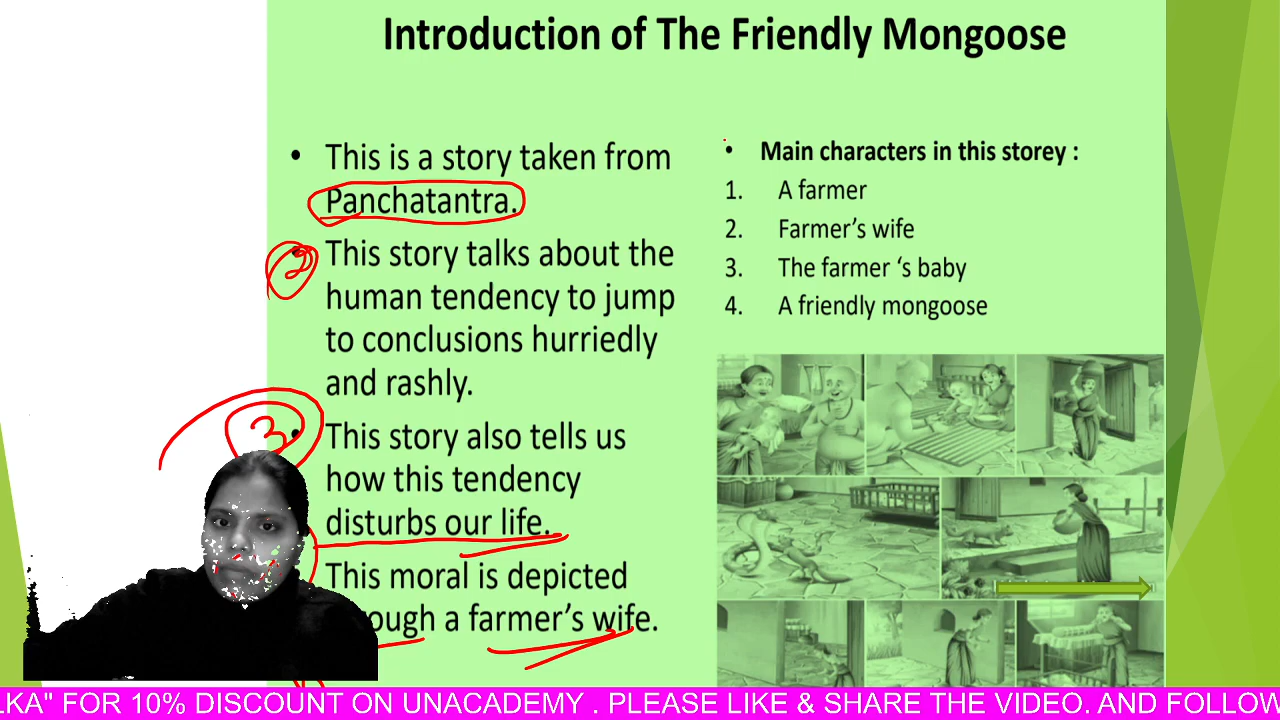 Introduction of The Friendly Mongoose
• This is a story taken from
Panchatantra.
2
This story talks about the
human tendency to jump
to conclusions hurriedly
and rashly.
3
This story also tells us
how this tendency
disturbs our life.
This moral is depicted
ough a farmer's wife.
• Main characters in this storey :
1. A farmer
2. Farmer's wife
3. The farmer 's baby
4. A friendly mongoose
LKA" FOR 10% DISCOUNT ON UNACADEMY . PLEASE LIKE & SHARE THE VIDEO. AND FOLLOW